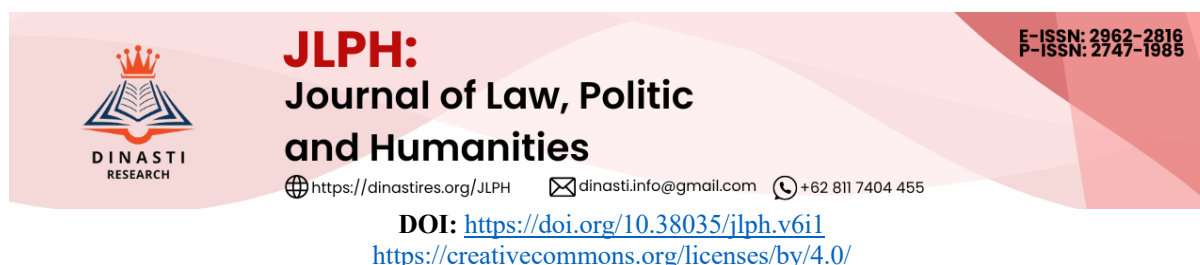 JLPH:
Journal of Law, Politic
and Humanities
E-ISSN: 2962-2816
P-ISSN: 2747-1985
DINASTI
RESEARCH
https://dinastires.org/JLPH dinasti.info@gmail.com +62 811 7404 455
DOI: https://doi.org/10.38035/jlph.v6i1
https://creativecommons.org/licenses/by/4.0/